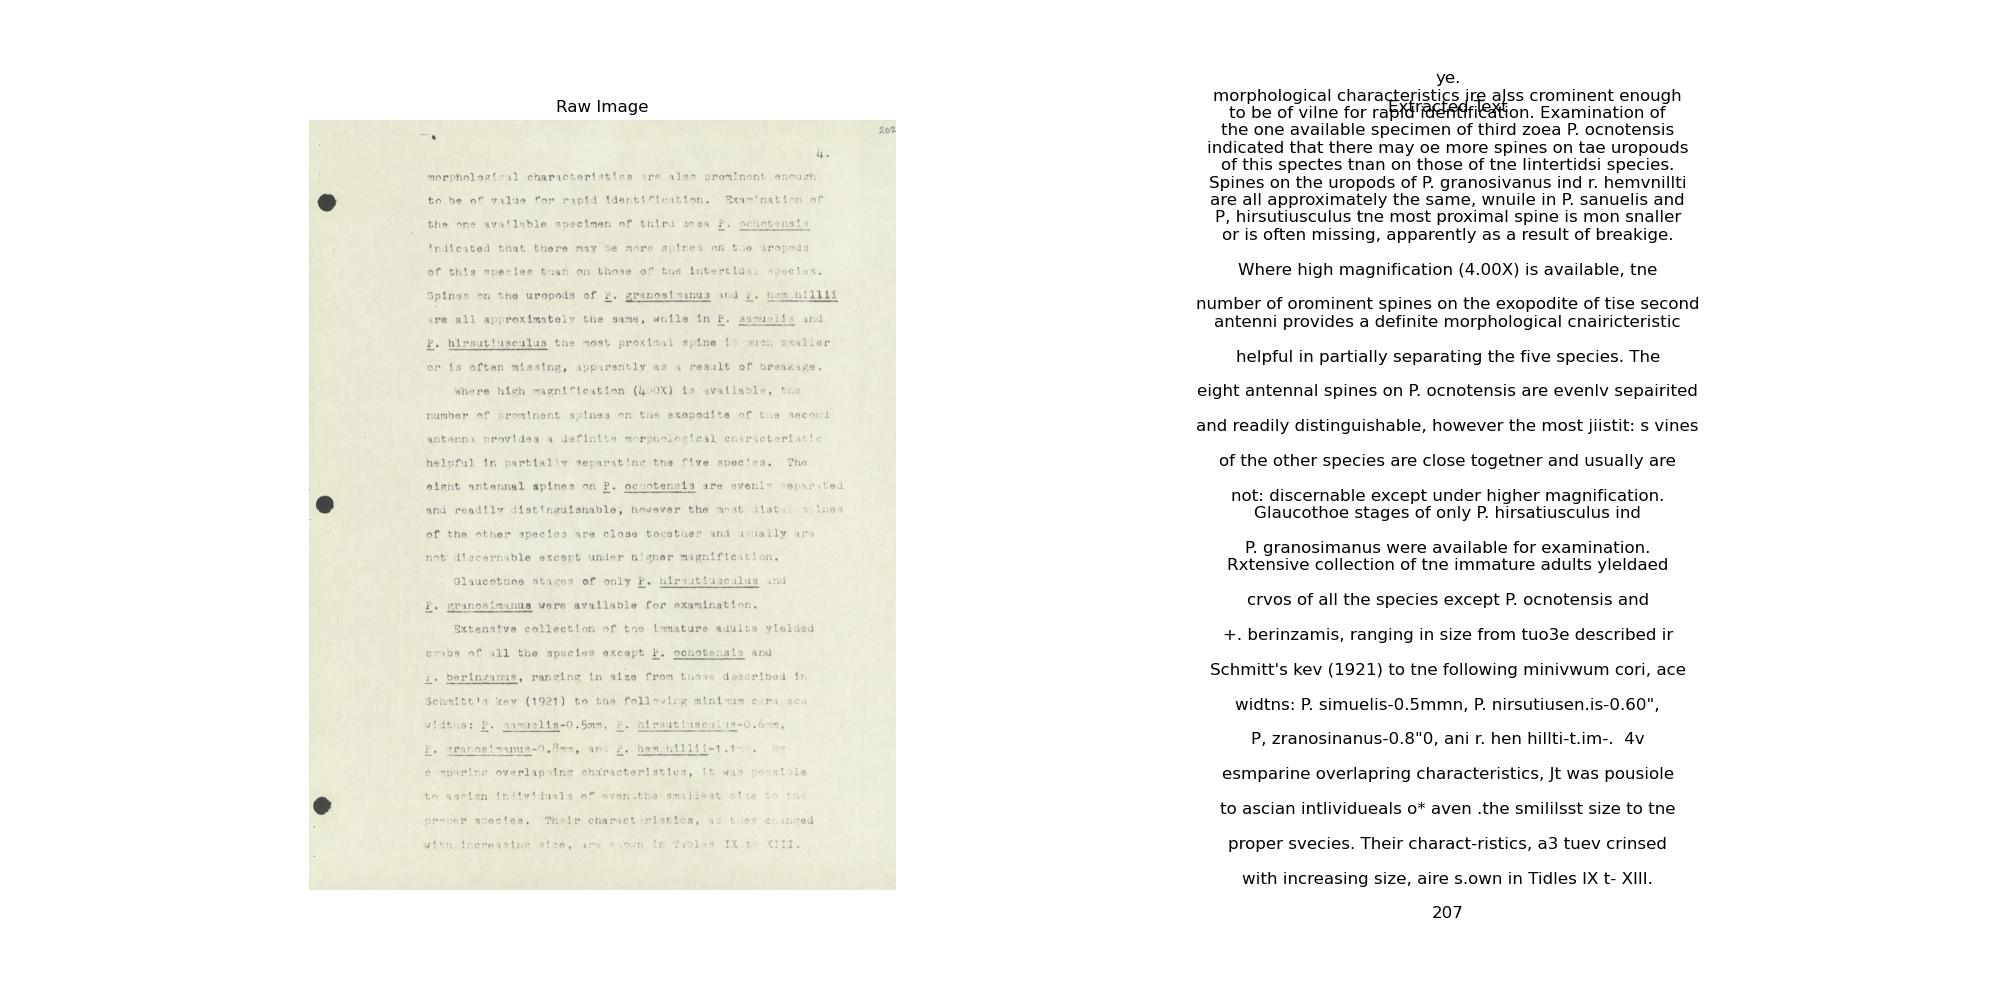 Raw Image
202
4.
morphological characteristics are also prominent enough
to be of value for rapid identification. Examination of
the one available specimen of third zoea P. ochotensis
indicated that there may be more spines on the uropods
of this species than on those of the intertidal species.
Spines on the uropods of P. granosimanus and P. hemphillii
are all approximately the same, while in P. samuelis and
P. hirsutiusculus the most proximal spine is much smaller
or is often missing, apparently as a result of breakage.
Where high magnification (400X) is available, the
number of prominent spines on the exopodite of the second
antenna provides a definite morphological characteristic
helpful in partially separating the five species. The
eight antennal spines on P. ochotensis are evenly separated
and readily distinguishable, however the most distal spines
of the other species are close together and usually are
not discernable except under higher magnification.
Glaucothoe stages of only P. hirsutiusculus and
P. granosimanus were available for examination.
Extensive collection of the immature adults yielded
crabs of all the species except P. ochotensis and
P. beringanus, ranging in size from those described in
Schmitt's key (1921) to the following minimum carapace
widths: P. samuelis-0.5mm, P. hirsutiusculus-0.6mm,
P. granosimanus-0.8mm, and P. hemphillii-1.1mm. By
comparing overlapping characteristics, it was possible
to assign individuals of even.the smallest size to the
proper species. Their characteristics, as they changed
with increasing size, are shown in Tables IX to XIII.
ye.
morphological characteristics ire alss crominent enough
Extracted Text
to be of vilne for rapid identification. Examination of
the one available specimen of third zoea P. ocnotensis
indicated that there may oe more spines on tae uropouds
of this spectes tnan on those of tne lintertidsi species.
Spines on the uropods of P. granosivanus ind r. hemvnillti
are all approximately the same, wnuile in P. sanuelis and
P, hirsutiusculus tne most proximal spine is mon snaller
or is often missing, apparently as a result of breakige.
Where high magnification (4.00X) is available, tne
number of orominent spines on the exopodite of tise second
antenni provides a definite morphological cnairicteristic
helpful in partially separating the five species. The
eight antennal spines on P. ocnotensis are evenlv sepairited
and readily distinguishable, however the most jiistit: s vines
of the other species are close togetner and usually are
not: discernable except under higher magnification.
Glaucothoe stages of only P. hirsatiusculus ind
P. granosimanus were available for examination.
Rxtensive collection of tne immature adults yleldaed
crvos of all the species except P. ocnotensis and
+. berinzamis, ranging in size from tuo3e described ir
Schmitt's kev (1921) to tne following minivwum cori, ace
widtns: P. simuelis-0.5mmn, P. nirsutiusen.is-0.60",
P, zranosinanus-0.8"0, ani r. hen hillti-t.im-.  4v
esmparine overlapring characteristics, Jt was pousiole
to ascian intlividueals o* aven .the smililsst size to tne
proper svecies. Their charact-ristics, a3 tuev crinsed
with increasing size, aire s.own in Tidles IX t- XIII.
207